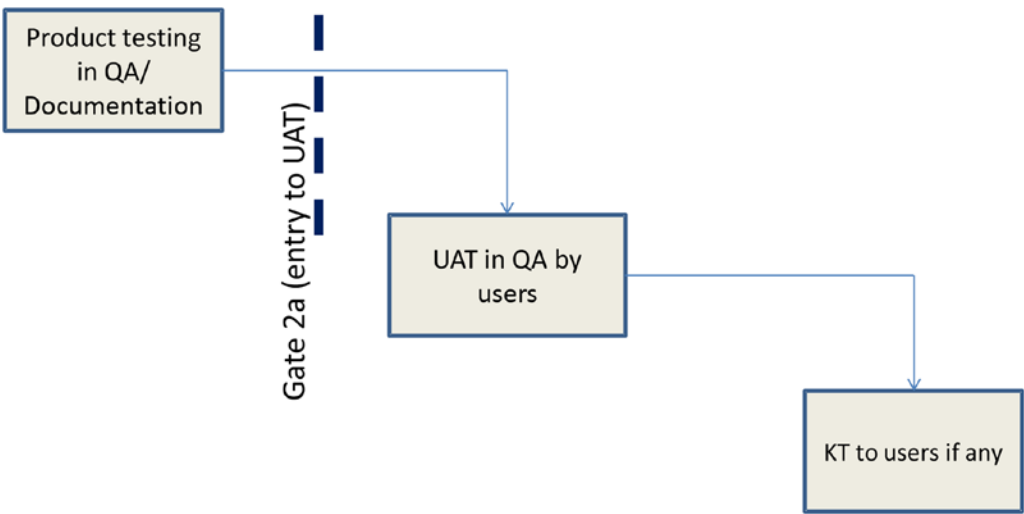 Product testing
in QA/
Documentation
Gate 2a (entry to UAT)
UAT in QA by
users
KT to users if any